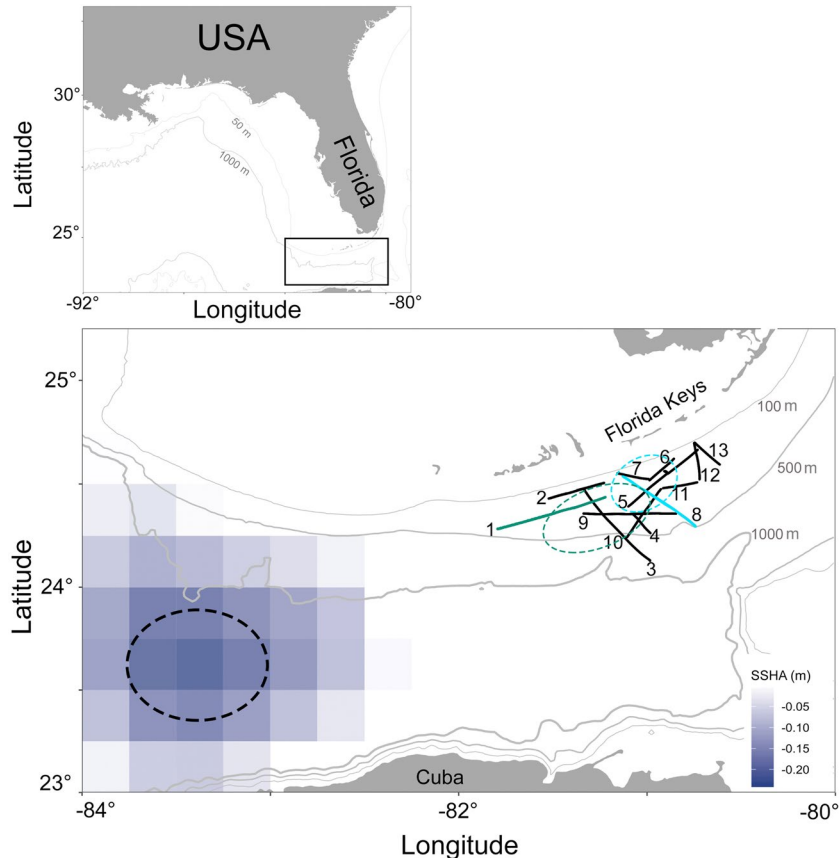 USA
30°
50 m
1000 m
Florida
Latitude
25°
-92°
-80°
Longitude
25°
Florida Keys
100 m
13
6
7
500 m
12
2
5
11
1
9
8
10
4
1000 m
3
24°
Latitude
SSHA (m)
-0.05
-0.10
-0.15
-0.20
23°
Cuba
-84°
-82°
-80°
Longitude